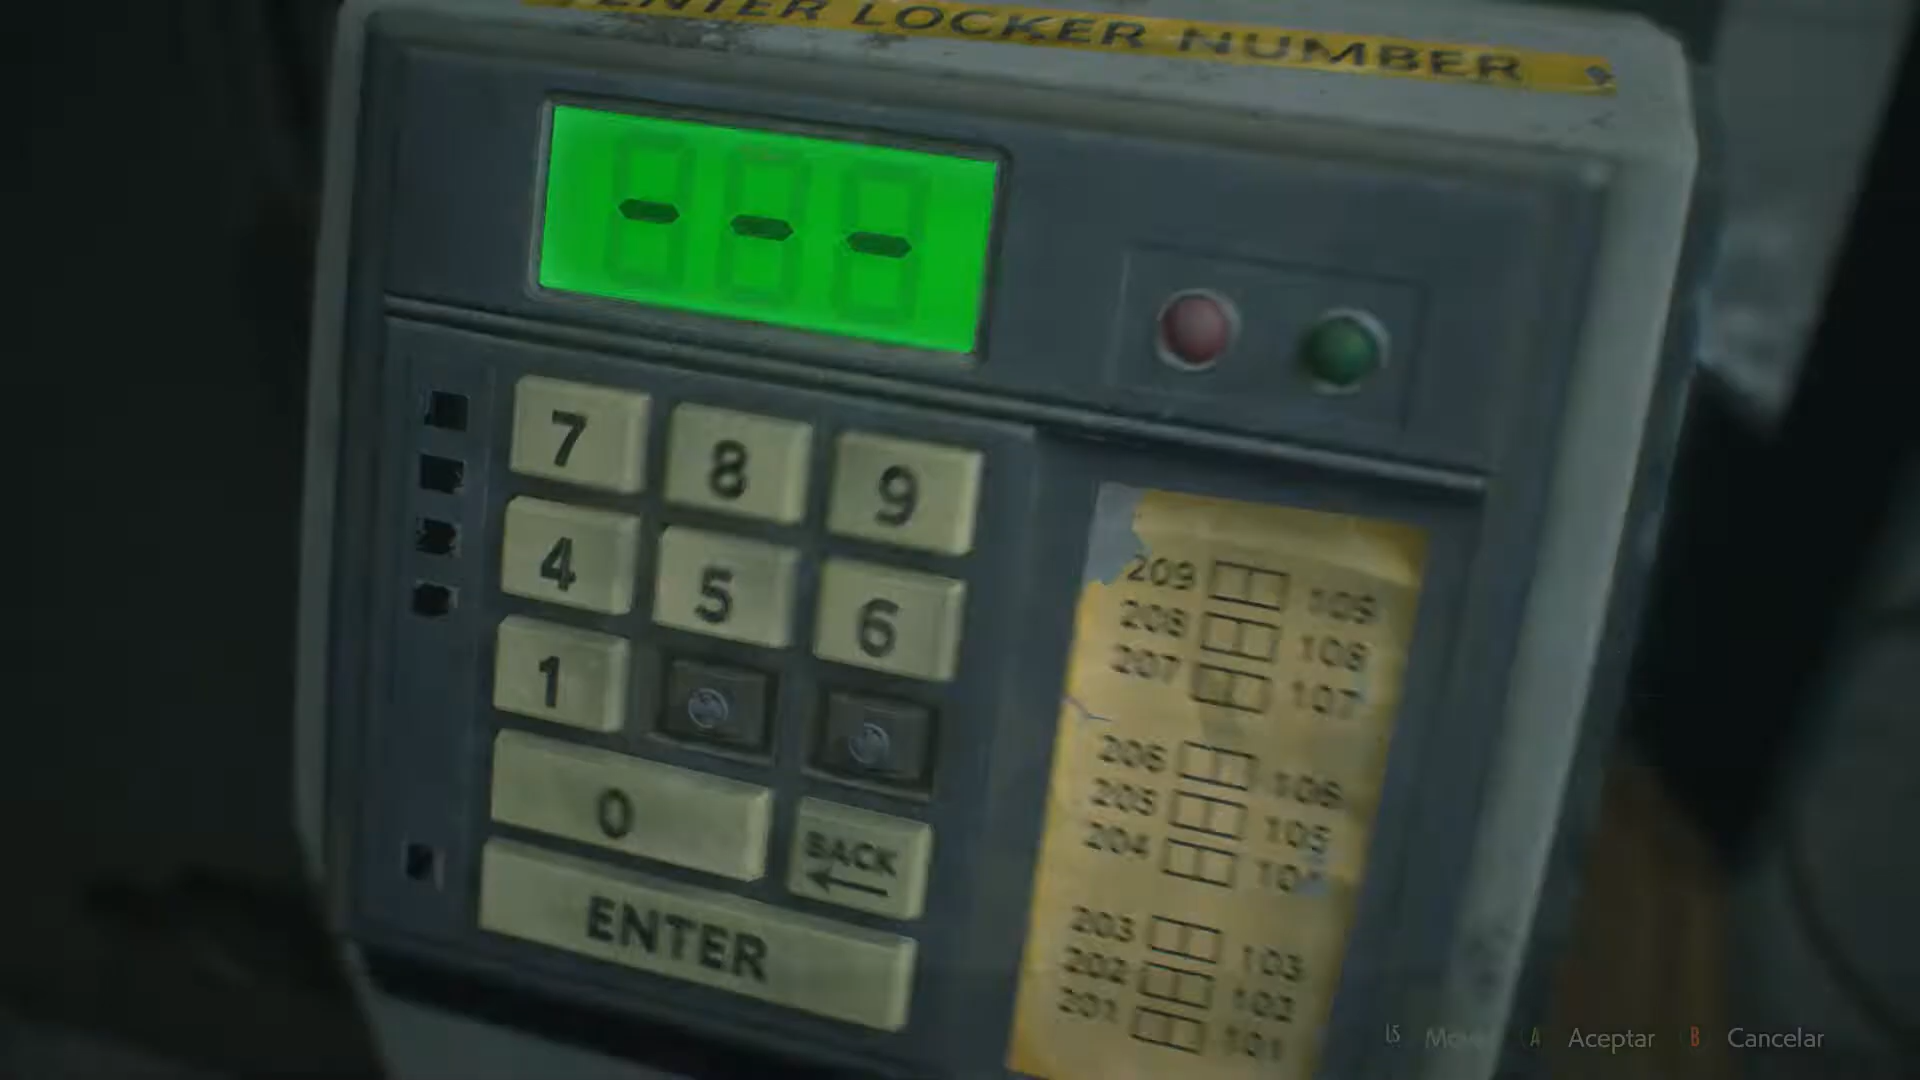 ENTER LOCKER NUMBER
---
7 8 9
4 5 6
1
0 BACK
ENTER
209 109
208 108
207 107
206 106
205 105
204
203 103
202 102
201 101
LS A Aceptar B Cancelar